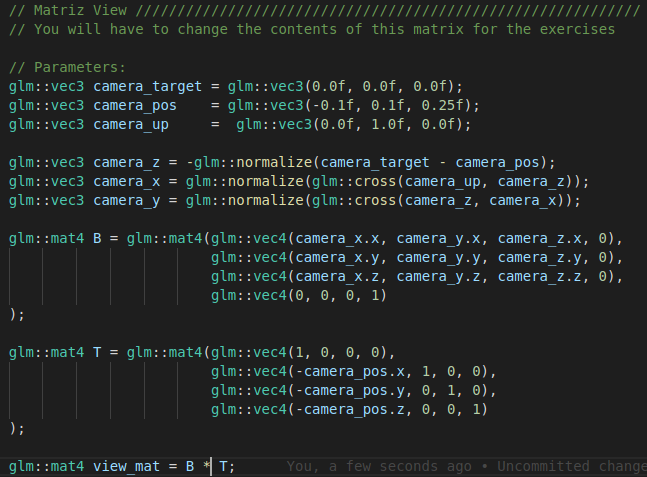 // Matriz View ////////////////////////////////////////////////////////////
// You will have to change the contents of this matrix for the exercises
// Parameters:
glm::vec3 camera_target = glm::vec3(0.0f, 0.0f, 0.0f);
glm::vec3 camera_pos    = glm::vec3(-0.1f, 0.1f, 0.25f);
glm::vec3 camera_up     =  glm::vec3(0.0f, 1.0f, 0.0f);
glm::vec3 camera_z = -glm::normalize(camera_target - camera_pos);
glm::vec3 camera_x = glm::normalize(glm::cross(camera_up, camera_z));
glm::vec3 camera_y = glm::normalize(glm::cross(camera_z, camera_x));
glm::mat4 B = glm::mat4(glm::vec4(camera_x.x, camera_y.x, camera_z.x, 0),
                        glm::vec4(camera_x.y, camera_y.y, camera_z.y, 0),
                        glm::vec4(camera_x.z, camera_y.z, camera_z.z, 0),
                        glm::vec4(0, 0, 0, 1)
);
glm::mat4 T = glm::mat4(glm::vec4(1, 0, 0, 0),
                        glm::vec4(-camera_pos.x, 1, 0, 0),
                        glm::vec4(-camera_pos.y, 0, 1, 0),
                        glm::vec4(-camera_pos.z, 0, 0, 1)
);
glm::mat4 view_mat = B * T;      You, a few seconds ago • Uncommitted change